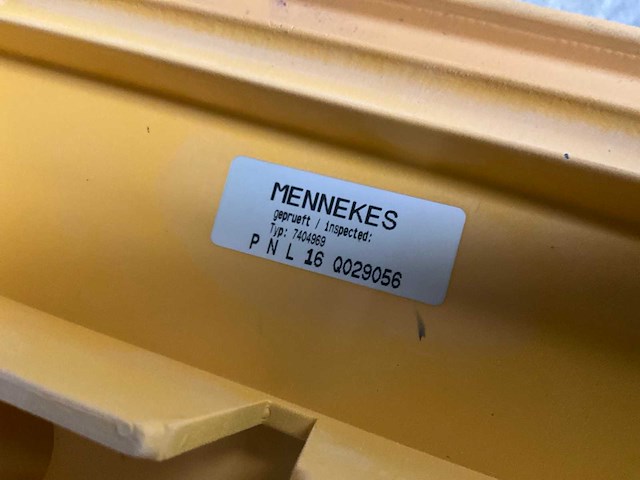 MENNEKES
geprueft / inspected:
Typ: 7404969
P N L 16 Q029056